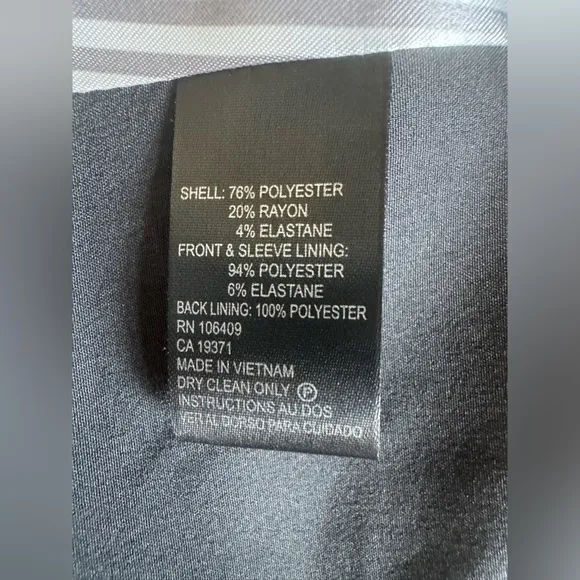 SHELL: 76% POLYESTER
20% RAYON
4% ELASTANE
FRONT & SLEEVE LINING:
94% POLYESTER
6% ELASTANE
BACK LINING: 100% POLYESTER
RN 106409
CA 19371
MADE IN VIETNAM
DRY CLEAN ONLY Ⓟ
INSTRUCTIONS AU DOS
VER AL DORSO PARA CUIDADO